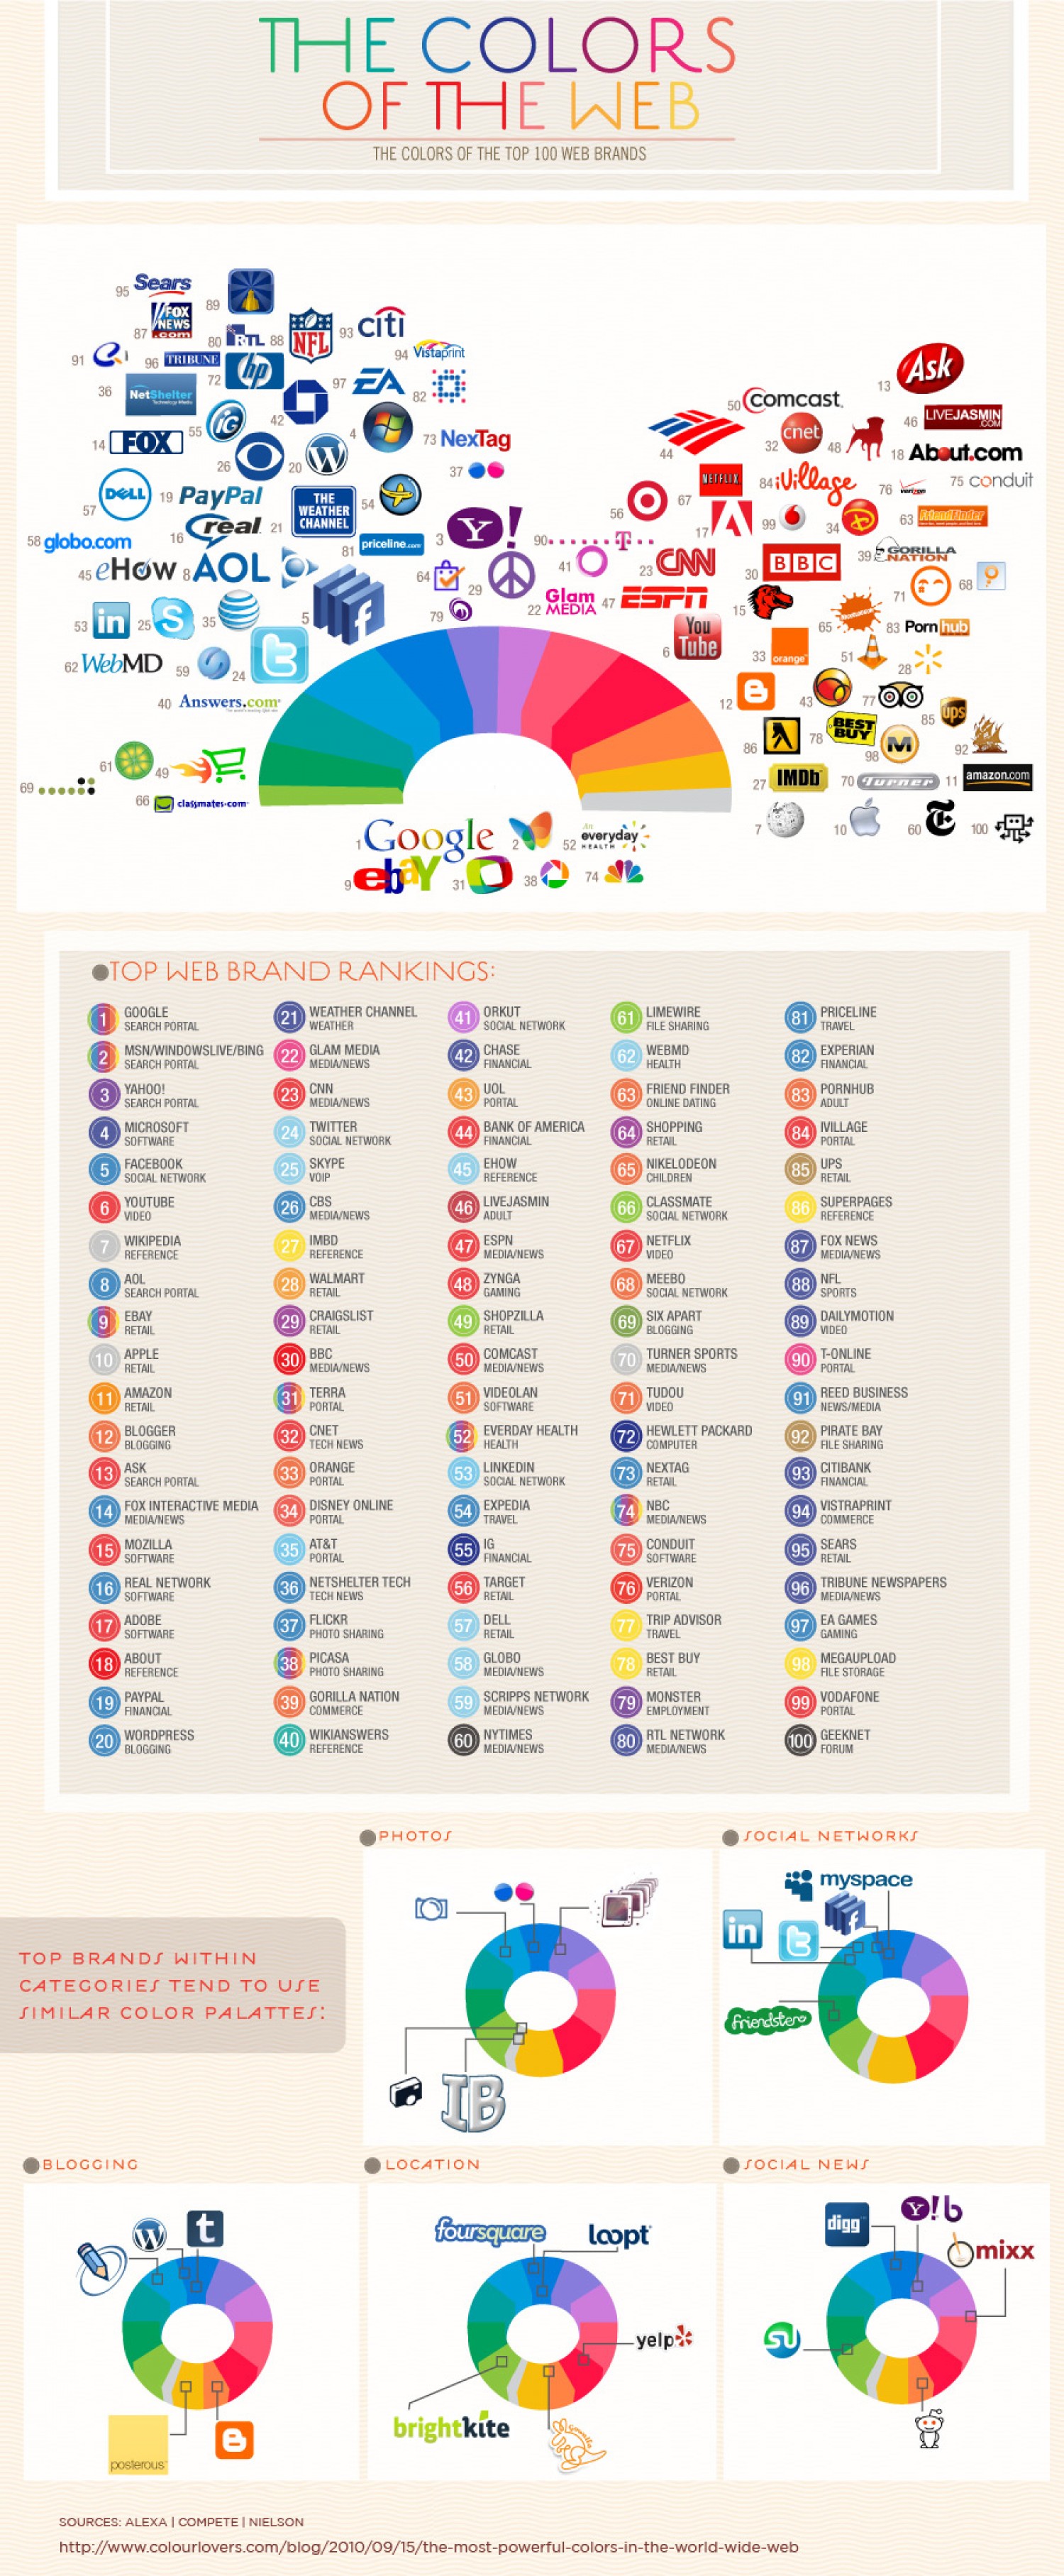 THE COLORS
OF THE WEB
THE COLORS OF THE TOP 100 WEB BRANDS
95 Sears
89
87 FOX NEWS .com
80 RTL
88 NFL
93 citi
94 Vistaprint
91
96 TRIBUNE
72 hp
97 EA
82
36 NetShelter
42
55 iG
4
73 NexTag
14 FOX
26
20
37
57 DELL
19 PayPal
21 THE WEATHER CHANNEL
54
16 real
81 priceline.com
3 Y!
58 globo.com
45 eHow
8 AOL
64
29
5 f
79
53 in
25 S
35
24 t
62 WebMD
59
40 Answers.com
61
49
69
66 classmates.com
13 Ask
50 Comcast
46 LIVEJASMIN .COM
44
32 cnet
48
18 About.com
67 NETFLIX
84 iVillage
76 verizon
75 conduit
56
17
99
34
63 FriendFinder
90 T
41
23 CNN
30 BBC
39 GORILLA NATION
22 Glam MEDIA
47 ESPN
15
71
68
6 You Tube
65
83 Porn hub
33 orange
51
28
12
43
77
85 ups
86
78 BEST BUY
98 M
92
27 IMDb
70 Turner
11 amazon.com
7
10
60
100
1 Google
2
52 everyday HEALTH
9 ebaY
31
38
74
TOP WEB BRAND RANKINGS:
1 GOOGLE
SEARCH PORTAL
2 MSN/WINDOWSLIVE/BING
SEARCH PORTAL
3 YAHOO!
SEARCH PORTAL
4 MICROSOFT
SOFTWARE
5 FACEBOOK
SOCIAL NETWORK
6 YOUTUBE
VIDEO
7 WIKIPEDIA
REFERENCE
8 AOL
SEARCH PORTAL
9 EBAY
RETAIL
10 APPLE
RETAIL
11 AMAZON
RETAIL
12 BLOGGER
BLOGGING
13 ASK
SEARCH PORTAL
14 FOX INTERACTIVE MEDIA
MEDIA/NEWS
15 MOZILLA
SOFTWARE
16 REAL NETWORK
SOFTWARE
17 ADOBE
SOFTWARE
18 ABOUT
REFERENCE
19 PAYPAL
FINANCIAL
20 WORDPRESS
BLOGGING
21 WEATHER CHANNEL
WEATHER
22 GLAM MEDIA
MEDIA/NEWS
23 CNN
MEDIA/NEWS
24 TWITTER
SOCIAL NETWORK
25 SKYPE
VOIP
26 CBS
MEDIA/NEWS
27 IMBD
REFERENCE
28 WALMART
RETAIL
29 CRAIGSLIST
RETAIL
30 BBC
MEDIA/NEWS
31 TERRA
PORTAL
32 CNET
TECH NEWS
33 ORANGE
PORTAL
34 DISNEY ONLINE
PORTAL
35 AT&T
PORTAL
36 NETSHELTER TECH
TECH NEWS
37 FLICKR
PHOTO SHARING
38 PICASA
PHOTO SHARING
39 GORILLA NATION
COMMERCE
40 WIKIANSWERS
REFERENCE
41 ORKUT
SOCIAL NETWORK
42 CHASE
FINANCIAL
43 UOL
PORTAL
44 BANK OF AMERICA
FINANCIAL
45 EHOW
REFERENCE
46 LIVEJASMIN
ADULT
47 ESPN
MEDIA/NEWS
48 ZYNGA
GAMING
49 SHOPZILLA
RETAIL
50 COMCAST
MEDIA/NEWS
51 VIDEOLAN
SOFTWARE
52 EVERDAY HEALTH
HEALTH
53 LINKEDIN
SOCIAL NETWORK
54 EXPEDIA
TRAVEL
55 IG
FINANCIAL
56 TARGET
RETAIL
57 DELL
RETAIL
58 GLOBO
MEDIA/NEWS
59 SCRIPPS NETWORK
MEDIA/NEWS
60 NYTIMES
MEDIA/NEWS
61 LIMEWIRE
FILE SHARING
62 WEBMD
HEALTH
63 FRIEND FINDER
ONLINE DATING
64 SHOPPING
RETAIL
65 NIKELODEON
CHILDREN
66 CLASSMATE
SOCIAL NETWORK
67 NETFLIX
VIDEO
68 MEEBO
SOCIAL NETWORK
69 SIX APART
BLOGGING
70 TURNER SPORTS
MEDIA/NEWS
71 TUDOU
VIDEO
72 HEWLETT PACKARD
COMPUTER
73 NEXTAG
RETAIL
74 NBC
MEDIA/NEWS
75 CONDUIT
SOFTWARE
76 VERIZON
PORTAL
77 TRIP ADVISOR
TRAVEL
78 BEST BUY
RETAIL
79 MONSTER
EMPLOYMENT
80 RTL NETWORK
MEDIA/NEWS
81 PRICELINE
TRAVEL
82 EXPERIAN
FINANCIAL
83 PORNHUB
ADULT
84 IVILLAGE
PORTAL
85 UPS
RETAIL
86 SUPERPAGES
REFERENCE
87 FOX NEWS
MEDIA/NEWS
88 NFL
SPORTS
89 DAILYMOTION
VIDEO
90 T-ONLINE
PORTAL
91 REED BUSINESS
NEWS/MEDIA
92 PIRATE BAY
FILE SHARING
93 CITIBANK
FINANCIAL
94 VISTRAPRINT
COMMERCE
95 SEARS
RETAIL
96 TRIBUNE NEWSPAPERS
MEDIA/NEWS
97 EA GAMES
GAMING
98 MEGAUPLOAD
FILE STORAGE
99 VODAFONE
PORTAL
100 GEEKNET
FORUM
TOP BRANDS WITHIN
CATEGORIES TEND TO USE
SIMILAR COLOR PALATTES:
PHOTOS
IB
SOCIAL NETWORKS
myspace
f
in
t
friendster
BLOGGING
t
posterous
LOCATION
foursquare
loopt
yelp
brightkite
SOCIAL NEWS
digg
Y!b
mixx
SOURCES: ALEXA | COMPETE | NIELSON
http://www.colourlovers.com/blog/2010/09/15/the-most-powerful-colors-in-the-world-wide-web